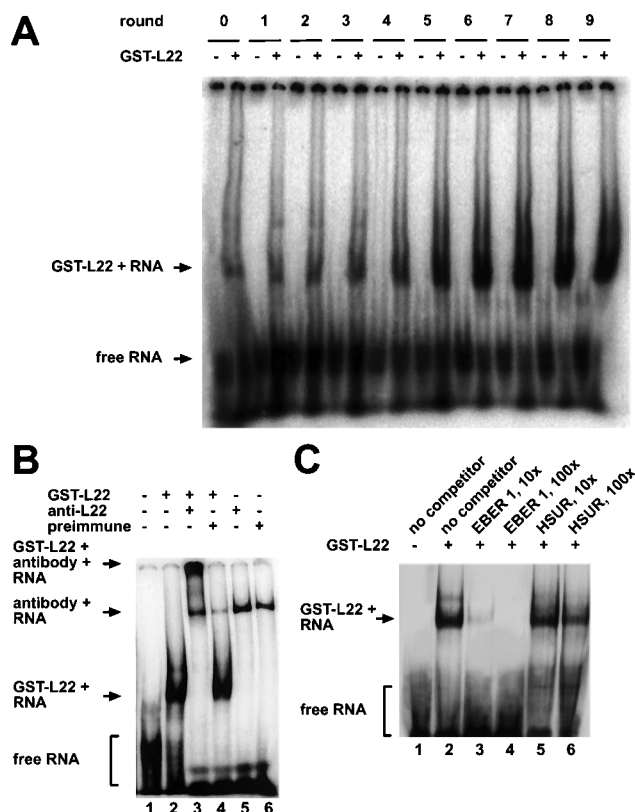 A
round 0 1 2 3 4 5 6 7 8 9
GST-L22 - + - + - + - + - + - + - + - + - + - +
GST-L22 + RNA
free RNA
B
GST-L22 - + + + - -
anti-L22 - - + - + -
preimmune - - - + - +
GST-L22 +
antibody +
RNA
antibody +
RNA
GST-L22 +
RNA
free RNA
1 2 3 4 5 6
C
no competitor
no competitor
EBER 1, 10x
EBER 1, 100x
HSUR, 10x
HSUR, 100x
GST-L22 - + + + + +
GST-L22 +
RNA
free RNA
1 2 3 4 5 6